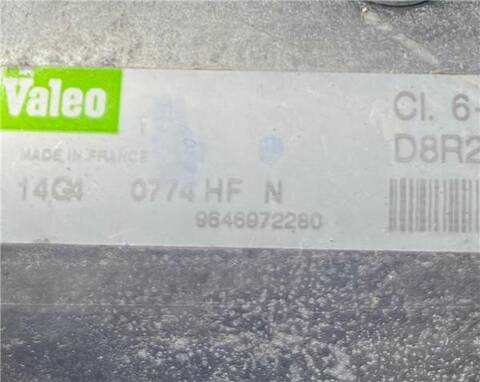 Valeo
Cl. 6-
MADE IN FRANCE
D8R2
14G4 0774 HF N
9646972280